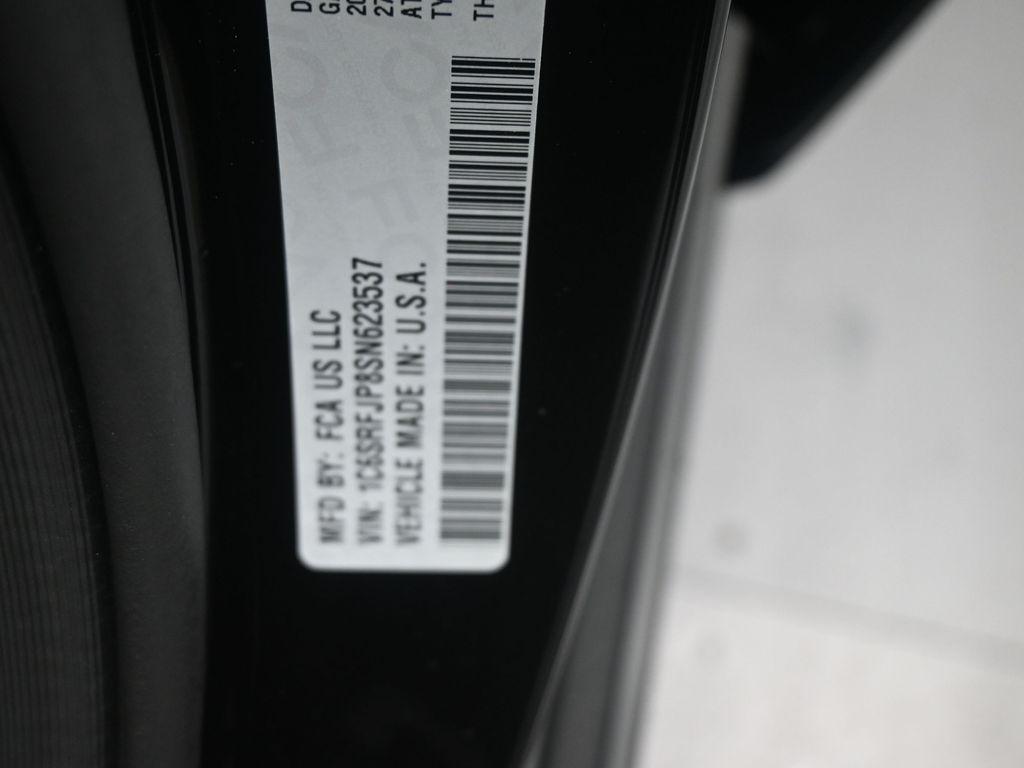 MFD BY: FCA US LLC
VIN: 1C6SRFJP8SN623537
VEHICLE MADE IN: U.S.A.